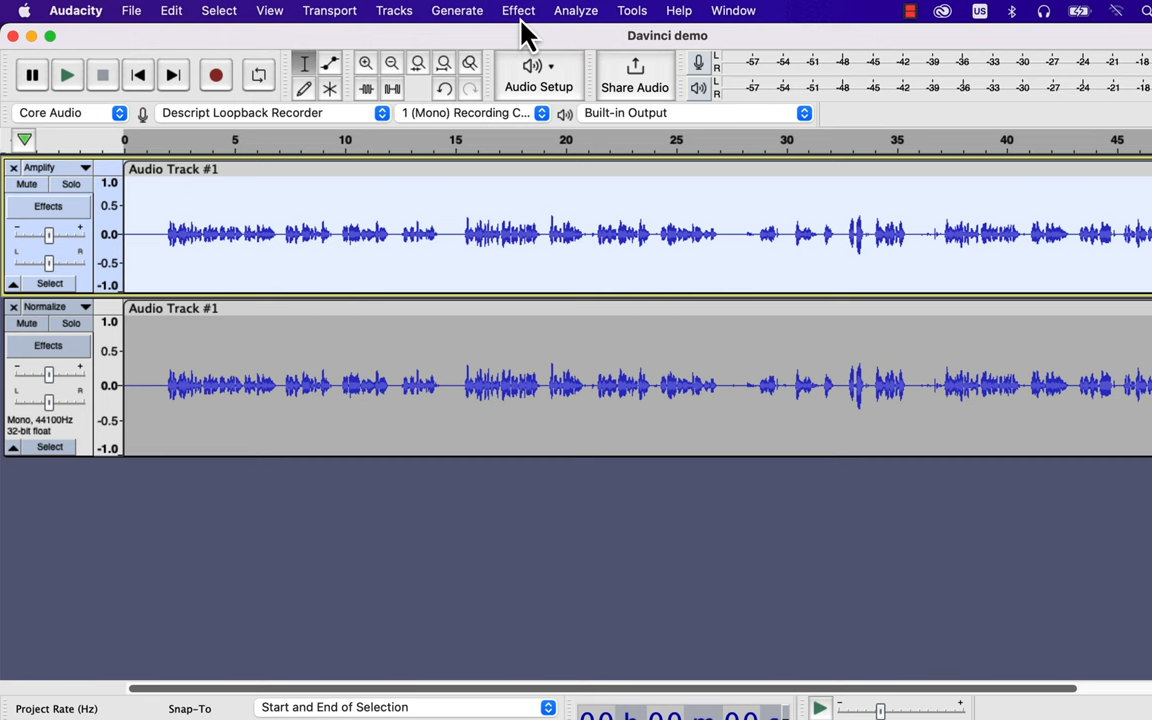 Audacity File Edit Select View Transport Tracks Generate Effect Analyze Tools Help Window
US
Davinci demo
Audio Setup
Share Audio
L -57 -54 -51 -48 -45 -42 -39 -36 -33 -30 -27 -24 -21 -18
R
L -57 -54 -51 -48 -45 -42 -39 -36 -33 -30 -27 -24 -21 -18
R
Core Audio
Descript Loopback Recorder
1 (Mono) Recording C...
Built-in Output
0 5 10 15 20 25 30 35 40 45
Amplify
Audio Track #1
Mute Solo
Effects
- +
L R
Select
1.0
0.5
0.0
-0.5
-1.0
Normalize
Audio Track #1
Mute Solo
Effects
- +
L R
Mono, 44100Hz
32-bit float
Select
1.0
0.5
0.0
-0.5
-1.0
Project Rate (Hz)
Snap-To
Start and End of Selection
00 h 00 m 00 s
- +